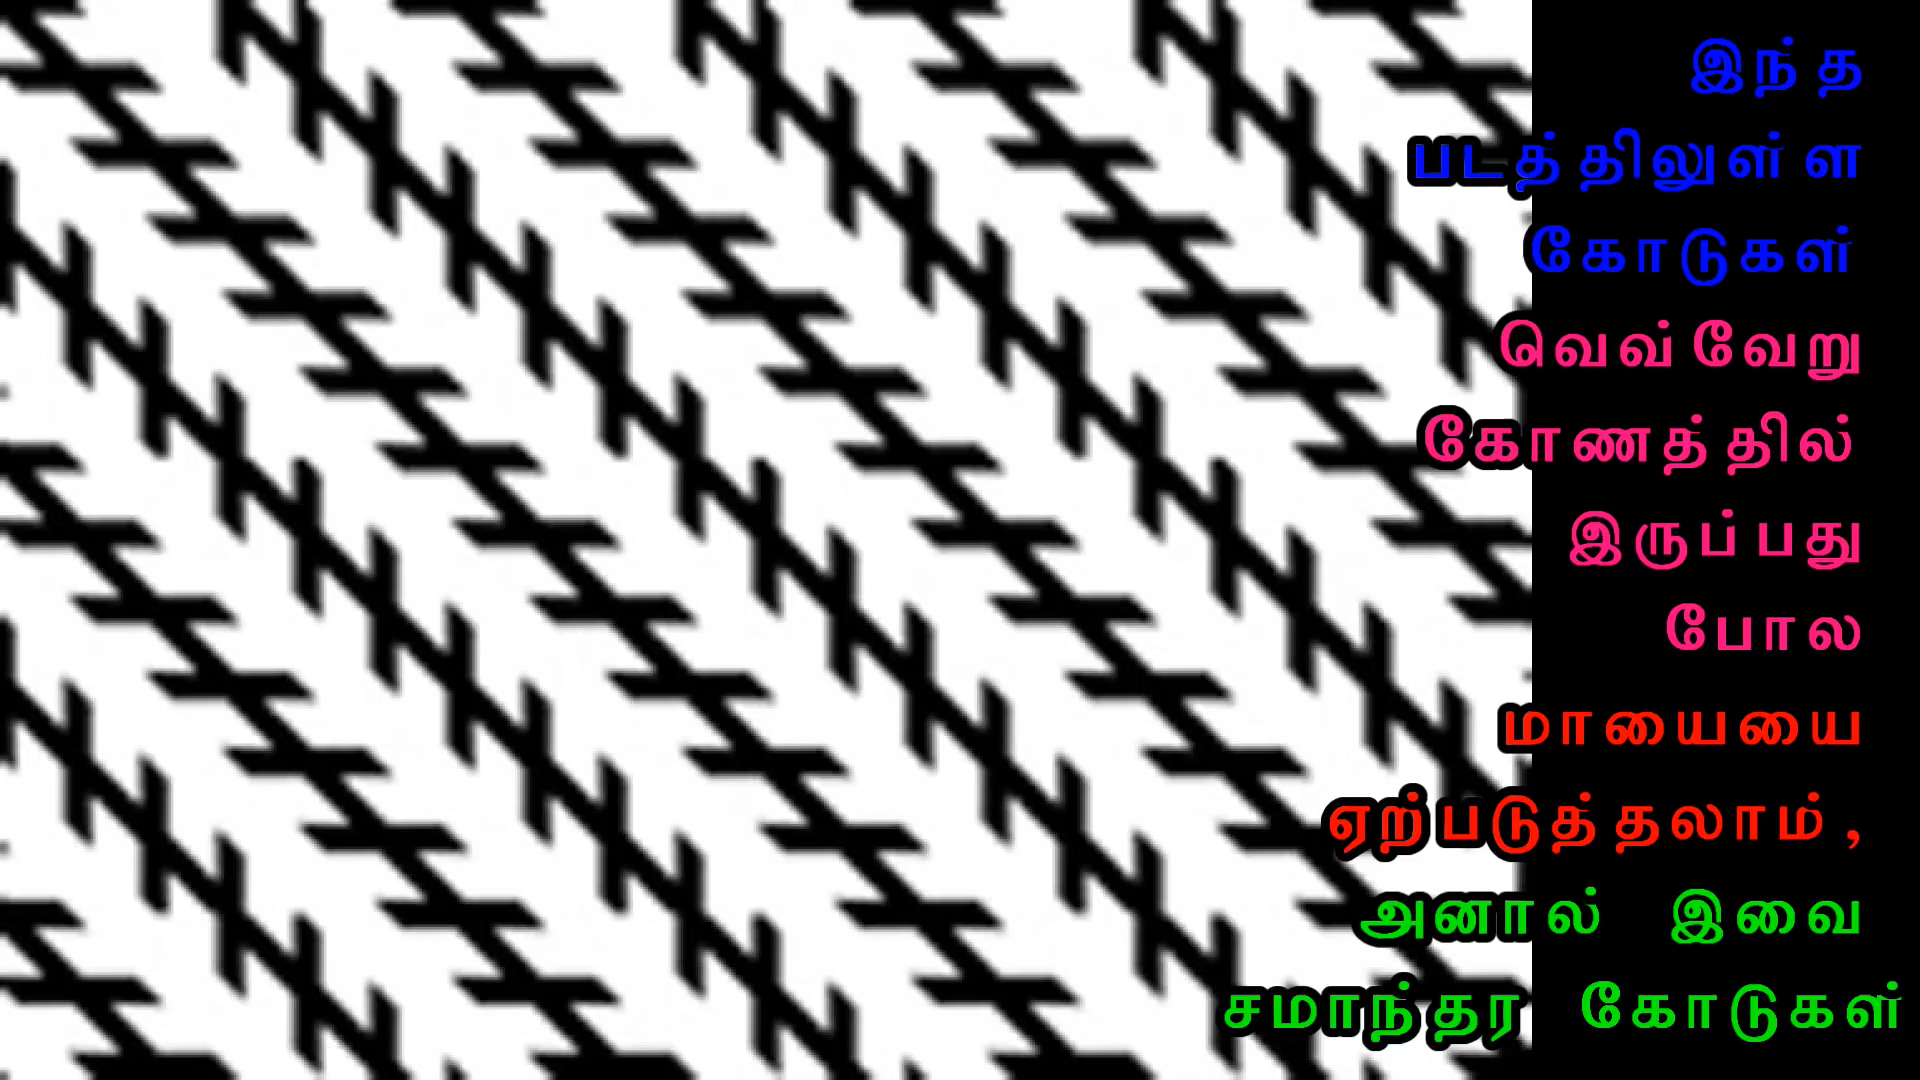 இந்த
படத்திலுள்ள
கோடுகள்
வெவ்வேறு
கோணத்தில்
இருப்பது
போல
மாயையை
ஏற்படுத்தலாம்,
அனால் இவை
சமாந்தர கோடுகள்